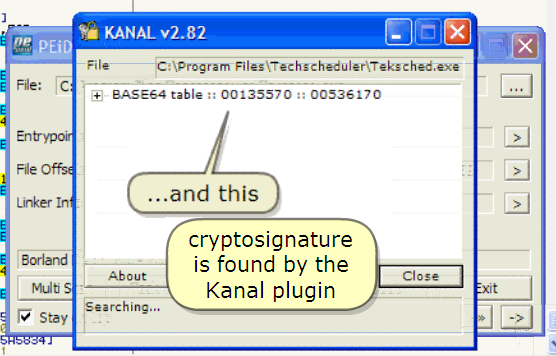 KANAL v2.82
PEiD
File C:\Program Files\Techscheduler\Teksched.exe
File: C:
...
BASE64 table :: 00135570 :: 00536170
Entrypoin >
File Offse >
Linker Inf >
...and this
cryptosignature
is found by the
Kanal plugin
Borland
About Close
Multi S Exit
Searching...
Stay » ->
5A5834]